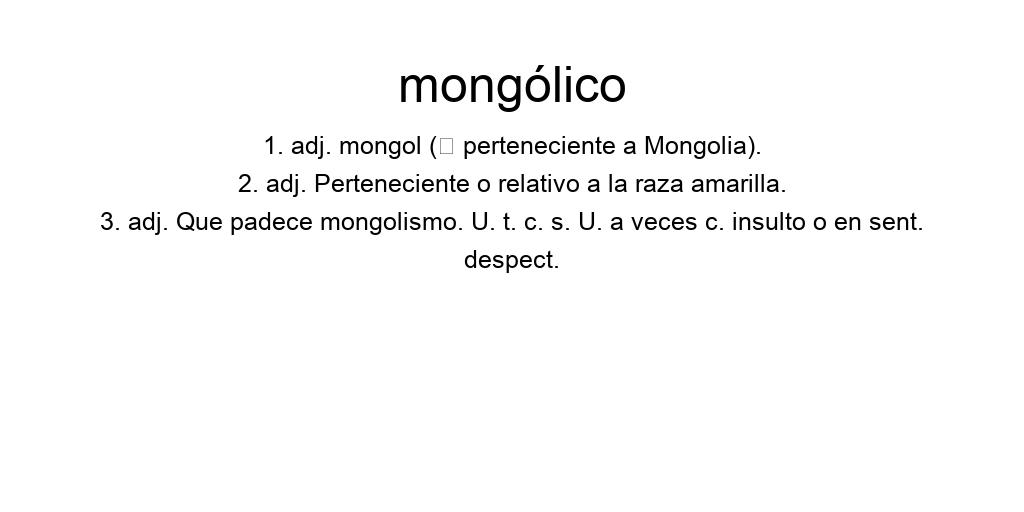 mongólico
1. adj. mongol (▯ perteneciente a Mongolia).
2. adj. Perteneciente o relativo a la raza amarilla.
3. adj. Que padece mongolismo. U. t. c. s. U. a veces c. insulto o en sent.
despect.